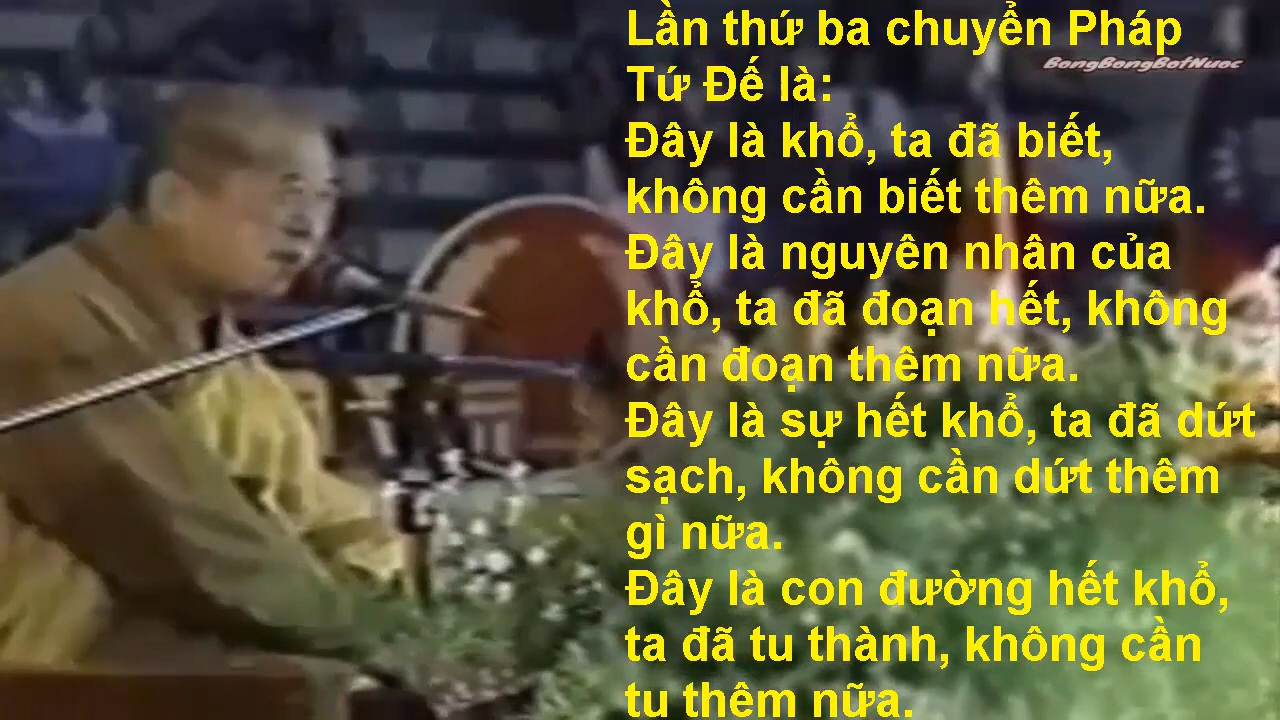 Lần thứ ba chuyển Pháp
BongBongBotNuoc
Tứ Đế là:
Đây là khổ, ta đã biết,
không cần biết thêm nữa.
Đây là nguyên nhân của
khổ, ta đã đoạn hết, không
cần đoạn thêm nữa.
Đây là sự hết khổ, ta đã dứt
sạch, không cần dứt thêm
gì nữa.
Đây là con đường hết khổ,
ta đã tu thành, không cần
tu thêm nữa.